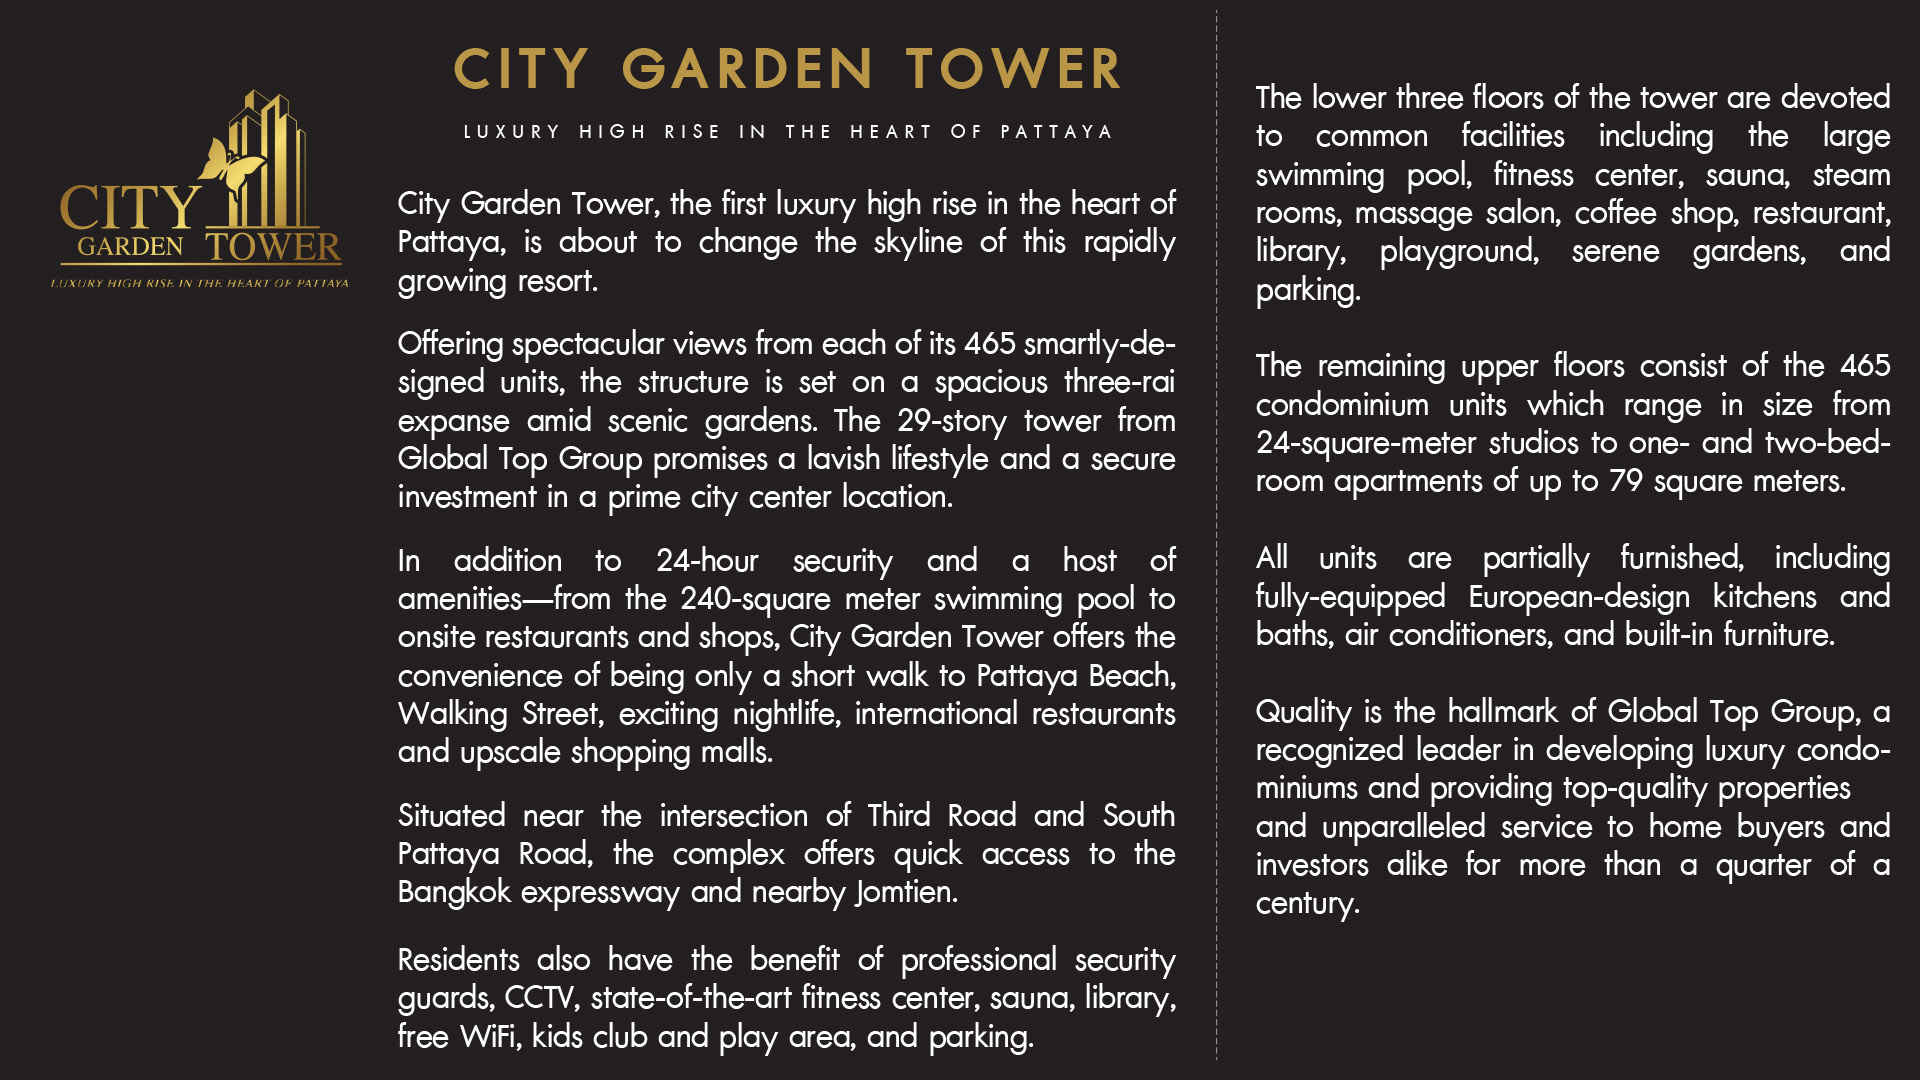 CITY
GARDEN TOWER
LUXURY HIGH RISE IN THE HEART OF PATTAYA
CITY GARDEN TOWER
LUXURY HIGH RISE IN THE HEART OF PATTAYA
City Garden Tower, the first luxury high rise in the heart of
Pattaya, is about to change the skyline of this rapidly
growing resort.
Offering spectacular views from each of its 465 smartly-de-
signed units, the structure is set on a spacious three-rai
expanse amid scenic gardens. The 29-story tower from
Global Top Group promises a lavish lifestyle and a secure
investment in a prime city center location.
In addition to 24-hour security and a host of
amenities—from the 240-square meter swimming pool to
onsite restaurants and shops, City Garden Tower offers the
convenience of being only a short walk to Pattaya Beach,
Walking Street, exciting nightlife, international restaurants
and upscale shopping malls.
Situated near the intersection of Third Road and South
Pattaya Road, the complex offers quick access to the
Bangkok expressway and nearby Jomtien.
Residents also have the benefit of professional security
guards, CCTV, state-of-the-art fitness center, sauna, library,
free WiFi, kids club and play area, and parking.
The lower three floors of the tower are devoted
to common facilities including the large
swimming pool, fitness center, sauna, steam
rooms, massage salon, coffee shop, restaurant,
library, playground, serene gardens, and
parking.
The remaining upper floors consist of the 465
condominium units which range in size from
24-square-meter studios to one- and two-bed-
room apartments of up to 79 square meters.
All units are partially furnished, including
fully-equipped European-design kitchens and
baths, air conditioners, and built-in furniture.
Quality is the hallmark of Global Top Group, a
recognized leader in developing luxury condo-
miniums and providing top-quality properties
and unparalleled service to home buyers and
investors alike for more than a quarter of a
century.